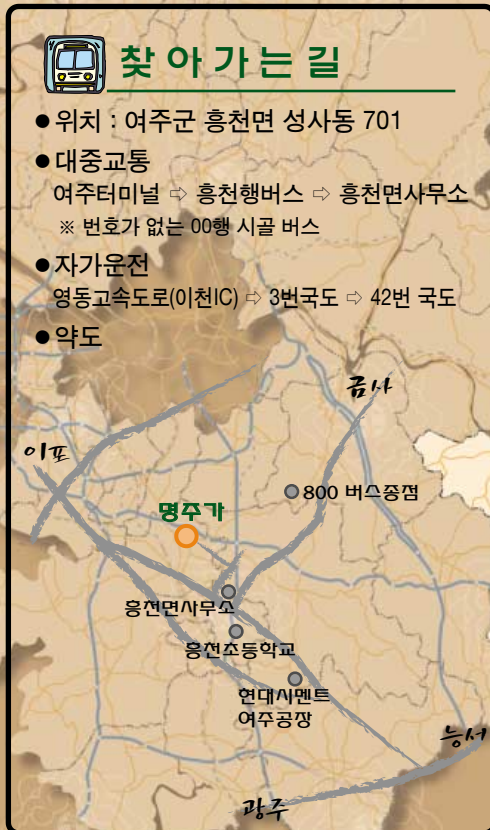 찾아가는길
● 위치 : 여주군 흥천면 성사동 701
● 대중교통
여주터미널 ⇨ 흥천행버스 ⇨ 흥천면사무소
※ 번호가 없는 00행 시골 버스
● 자가운전
영동고속도로(이천IC) ⇨ 3번국도 ⇨ 42번 국도
● 약도
금사
이포
800 버스종점
명주가
흥천면사무소
흥천초등학교
현대시멘트
여주공장
능서
광주